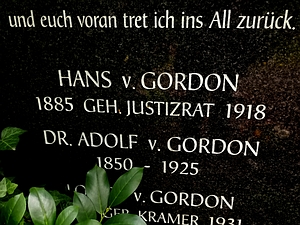 und euch voran tret ich ins All zurück.
HANS v. GORDON
1885 GEH. JUSTIZRAT 1918
DR. ADOLF v. GORDON
1850 - 1925
v. GORDON
KRAMER 1931